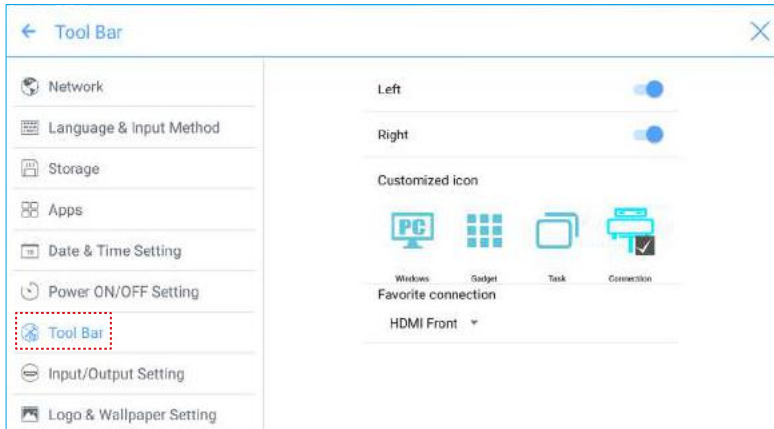 Tool Bar
Network
Language & Input Method
Storage
Apps
Date & Time Setting
Power ON/OFF Setting
Tool Bar
Input/Output Setting
Logo & Wallpaper Setting
Left
Right
Customized icon
PC
Windows Gadget Task Connection
Favorite connection
HDMI Front